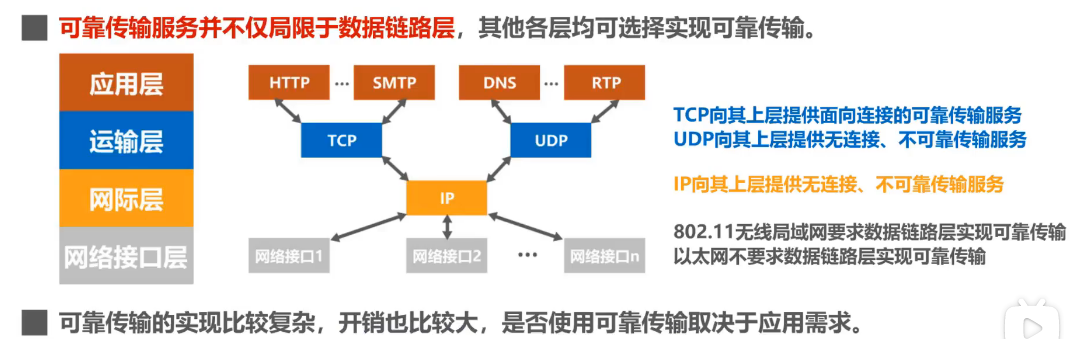 可靠传输服务并不仅局限于数据链路层，其他各层均可选择实现可靠传输。
应用层
HTTP ··· SMTP DNS ··· RTP
TCP向其上层提供面向连接的可靠传输服务
运输层
TCP UDP
UDP向其上层提供无连接、不可靠传输服务
网际层
IP
IP向其上层提供无连接、不可靠传输服务
802.11无线局域网要求数据链路层实现可靠传输
网络接口层
网络接口1 网络接口2 ··· 网络接口n
以太网不要求数据链路层实现可靠传输
可靠传输的实现比较复杂，开销也比较大，是否使用可靠传输取决于应用需求。